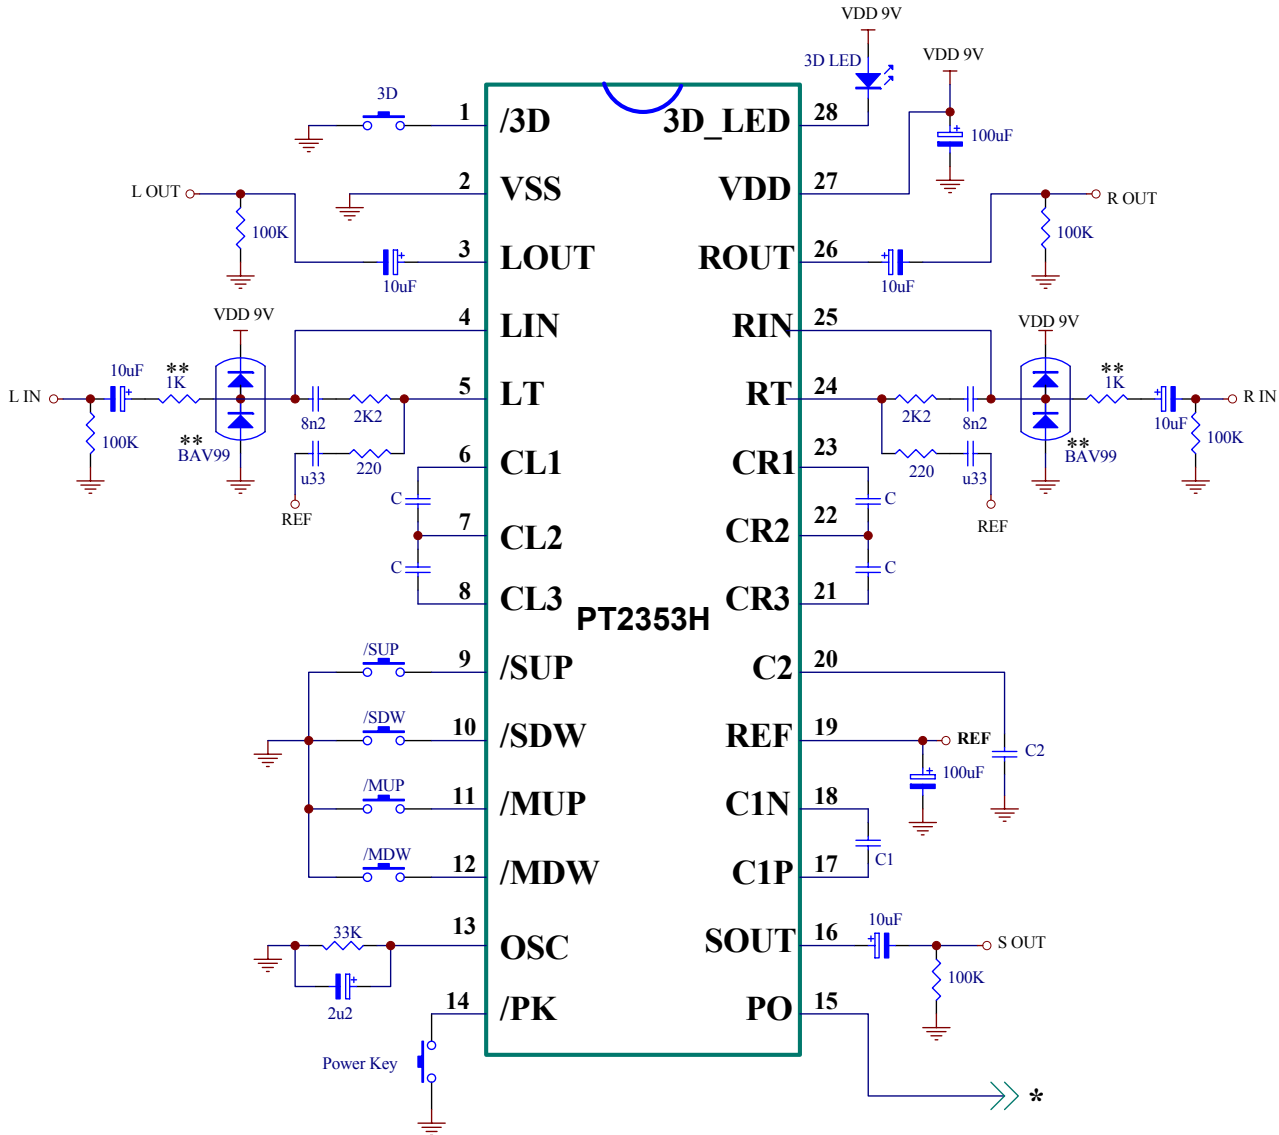 VDD 9V
3D LED
VDD 9V
3D
1 /3D 3D_LED 28
100uF
2 VSS VDD 27
L OUT
R OUT
100K
100K
3 LOUT ROUT 26
10uF
10uF
VDD 9V
VDD 9V
4 LIN RIN 25
10uF
**
1K
**
1K
L IN
R IN
5 LT RT 24
8n2
2K2
2K2
8n2
10uF
100K
**
BAV99
**
BAV99
100K
u33
220
220
u33
REF
REF
6 CL1 CR1 23
C
C
7 CL2 CR2 22
C
C
8 CL3 CR3 21
PT2353H
/SUP
9 /SUP C2 20
/SDW
10 /SDW REF 19
REF
C2
100uF
/MUP
11 /MUP C1N 18
C1
/MDW
12 /MDW C1P 17
10uF
33K
13 OSC SOUT 16
S OUT
100K
2u2
14 /PK PO 15
Power Key
*